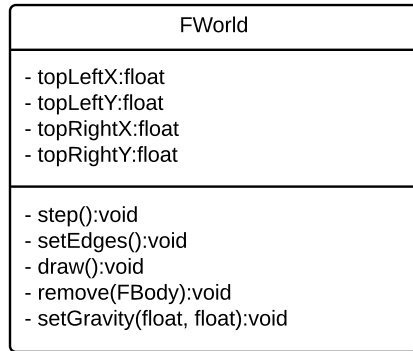 FWorld
- topLeftX:float
- topLeftY:float
- topRightX:float
- topRightY:float
- step():void
- setEdges():void
- draw():void
- remove(FBody):void
- setGravity(float, float):void